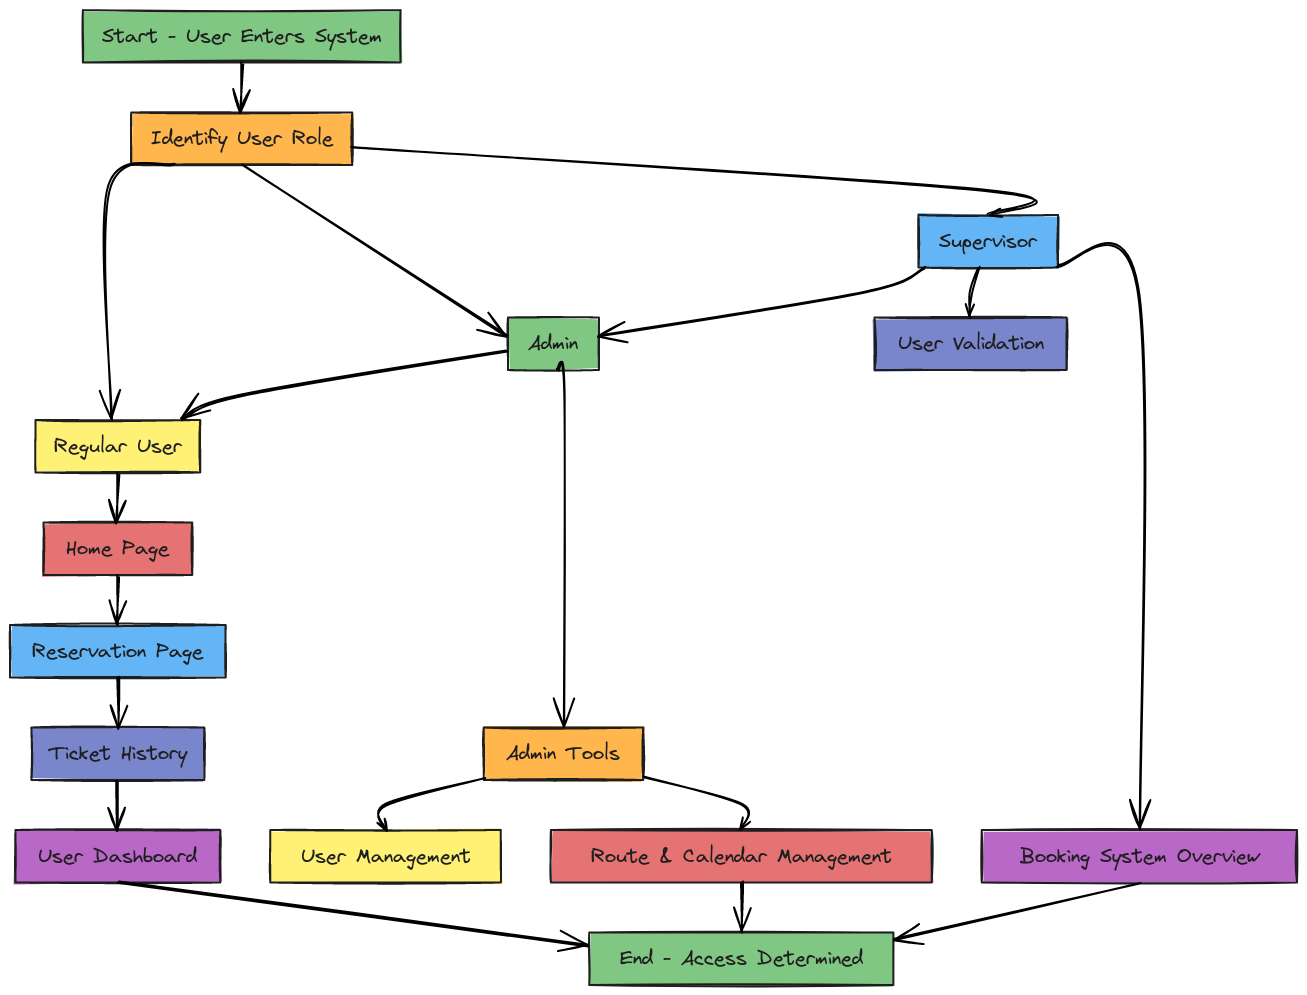 Start - User Enters System
Identify User Role
Supervisor
Admin
User Validation
Regular User
Home Page
Reservation Page
Ticket History
Admin Tools
User Dashboard
User Management
Route & Calendar Management
Booking System Overview
End - Access Determined